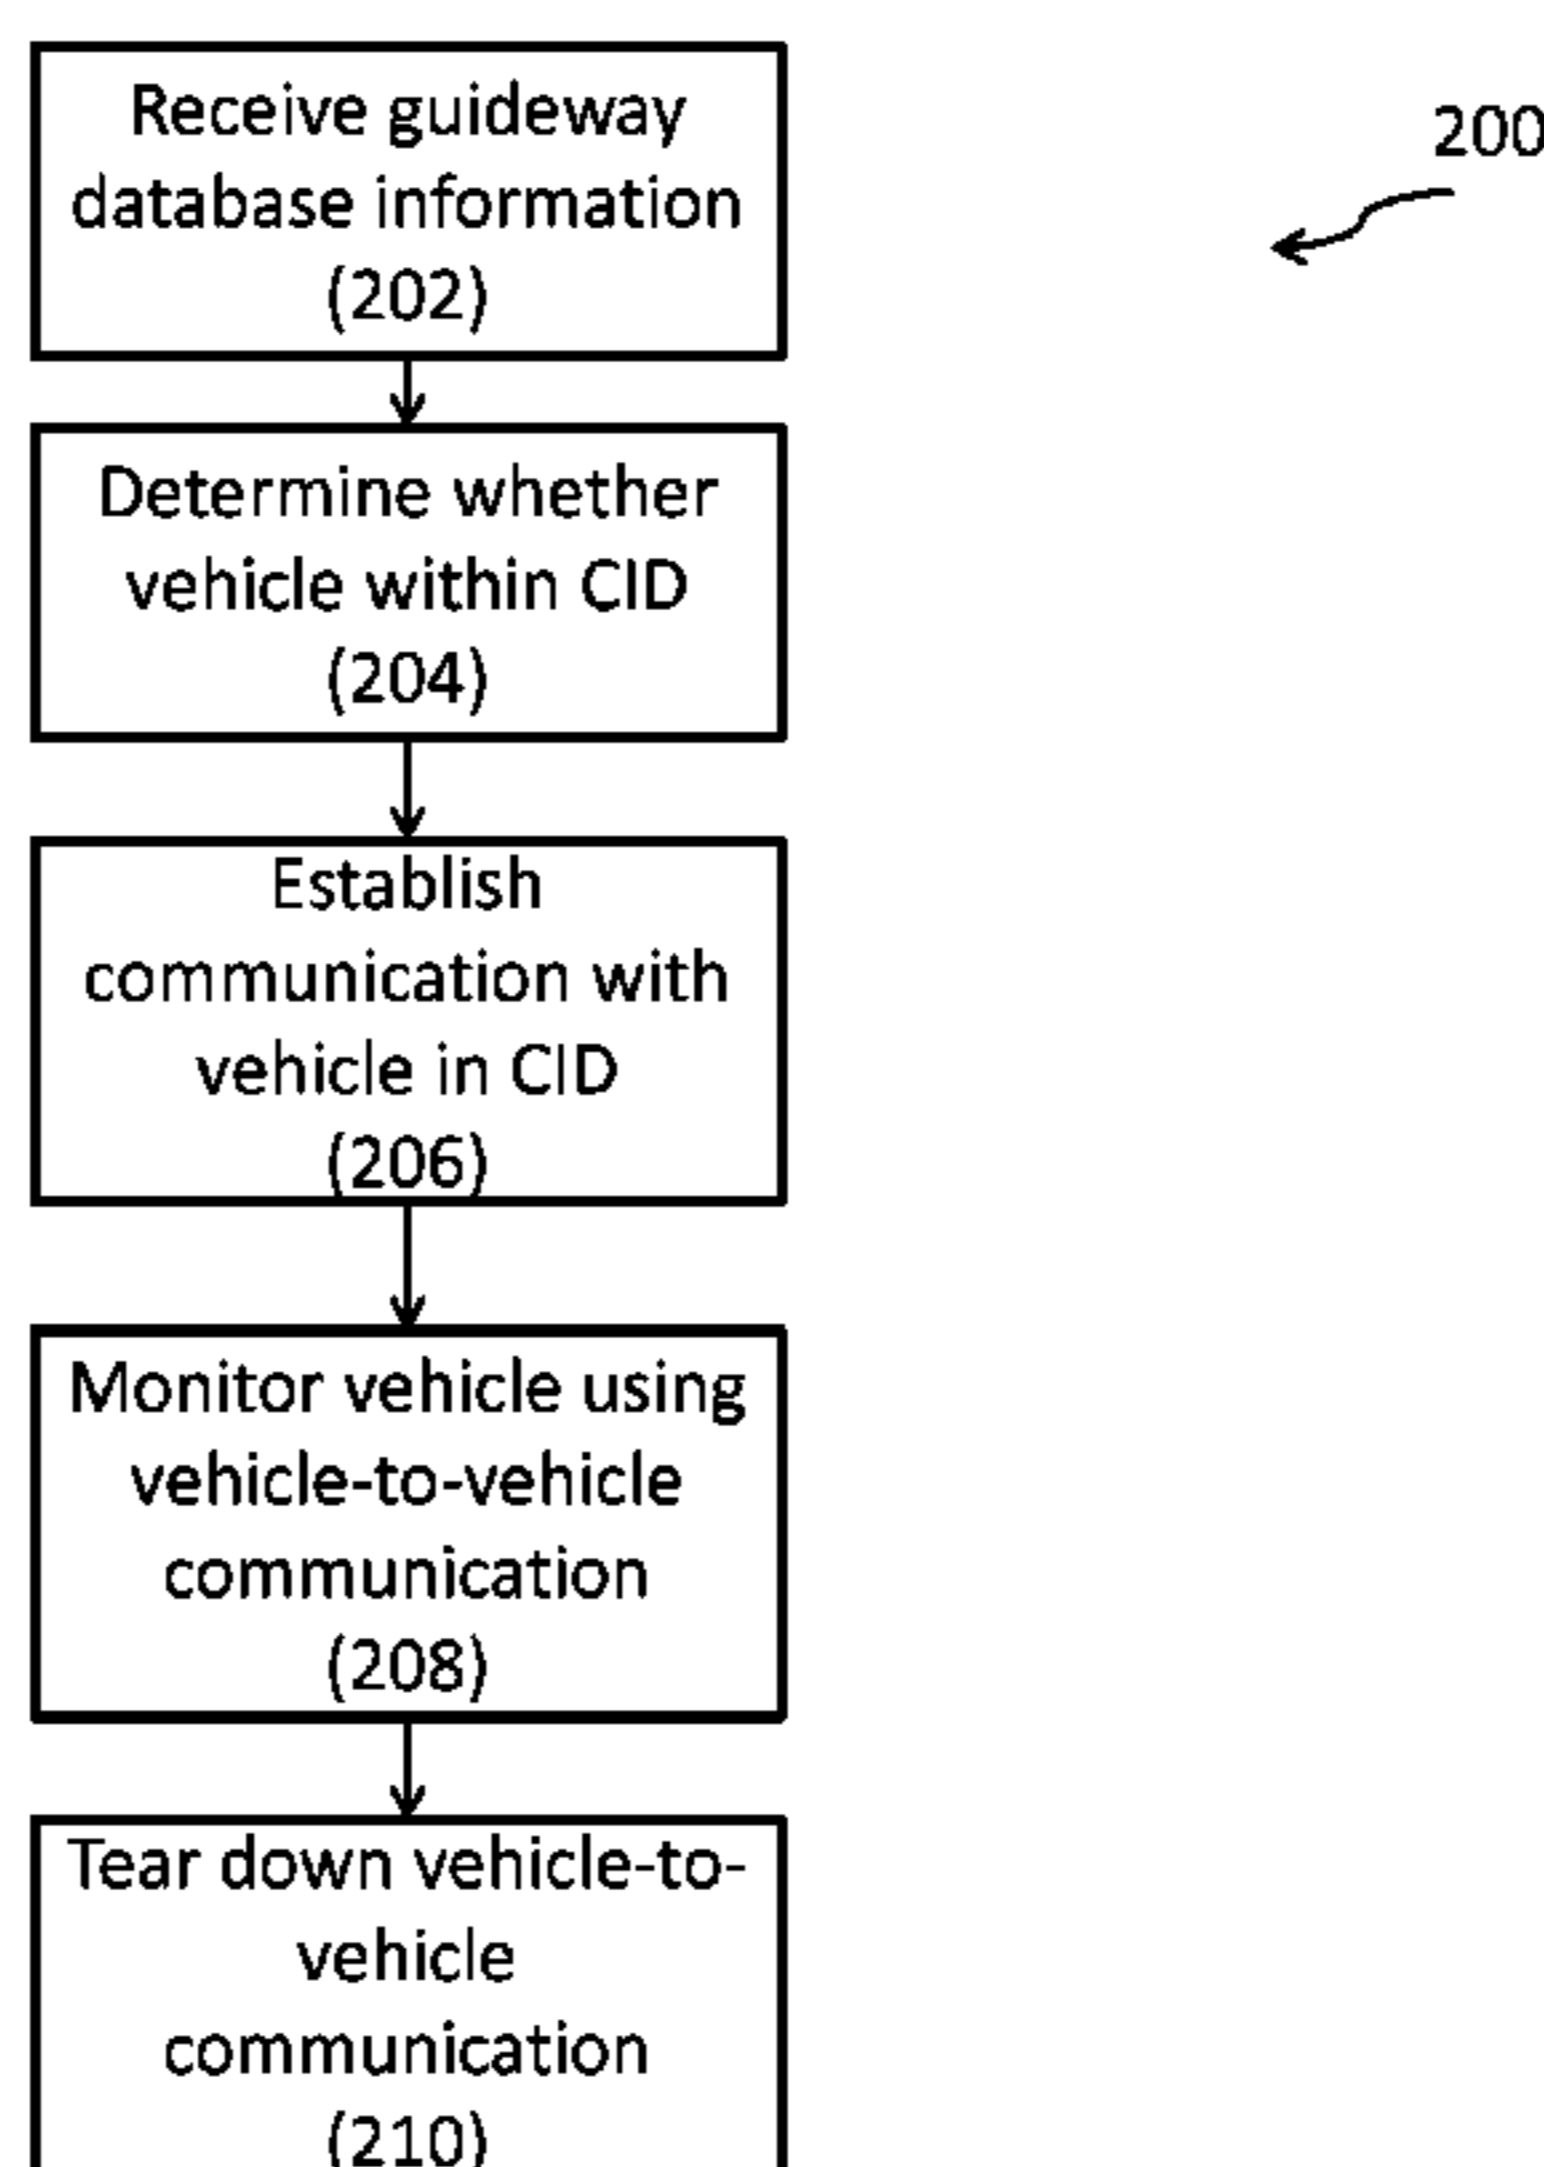 Receive guideway
database information
(202)
200
Determine whether
vehicle within CID
(204)
Establish
communication with
vehicle in CID
(206)
Monitor vehicle using
vehicle-to-vehicle
communication
(208)
Tear down vehicle-to-
vehicle
communication
(210)